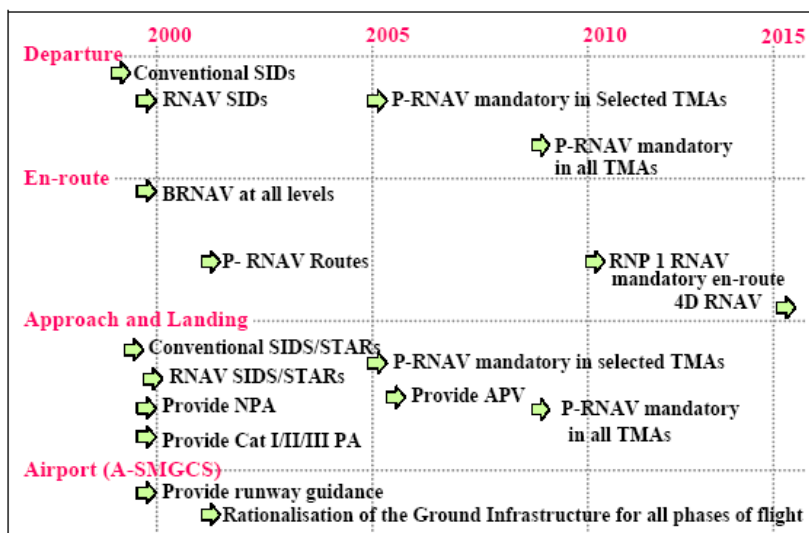 2000 2005 2010 2015
Departure
Conventional SIDs
RNAV SIDs
P-RNAV mandatory in Selected TMAs
P-RNAV mandatory
in all TMAs
En-route
BRNAV at all levels
P- RNAV Routes
RNP 1 RNAV
mandatory en-route
4D RNAV
Approach and Landing
Conventional SIDS/STARs
P-RNAV mandatory in selected TMAs
RNAV SIDS/STARs
Provide APV
Provide NPA
P-RNAV mandatory
in all TMAs
Provide Cat I/II/III PA
Airport (A-SMGCS)
Provide runway guidance
Rationalisation of the Ground Infrastructure for all phases of flight